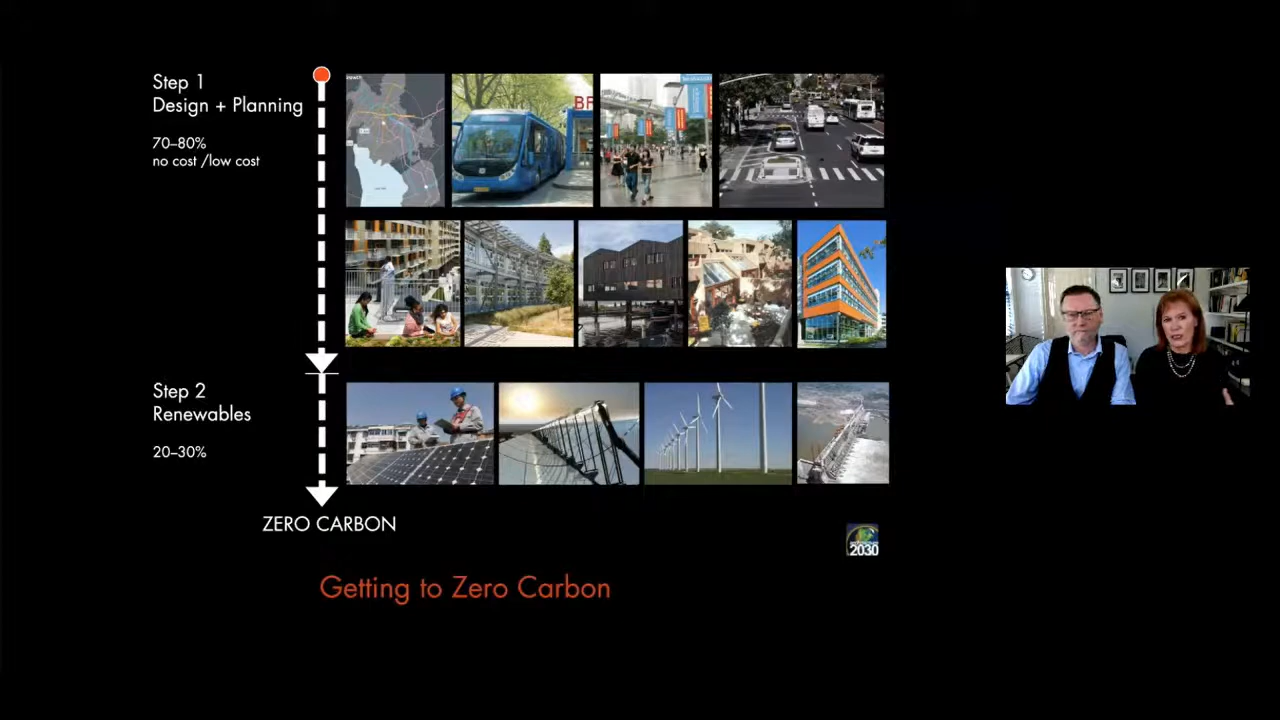 Step 1
Design + Planning
70–80%
no cost /low cost
BF
Step 2
Renewables
20–30%
ZERO CARBON
2030
Getting to Zero Carbon